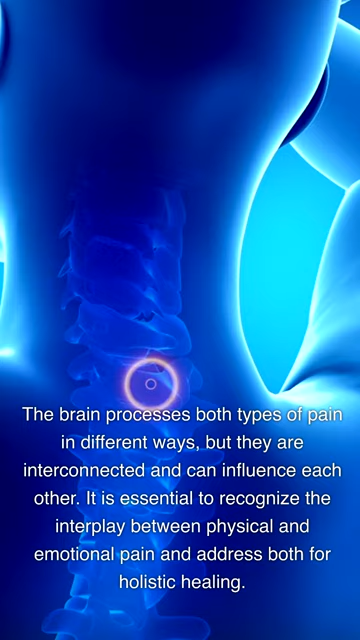 The brain processes both types of pain
in different ways, but they are
interconnected and can influence each
other. It is essential to recognize the
interplay between physical and
emotional pain and address both for
holistic healing.